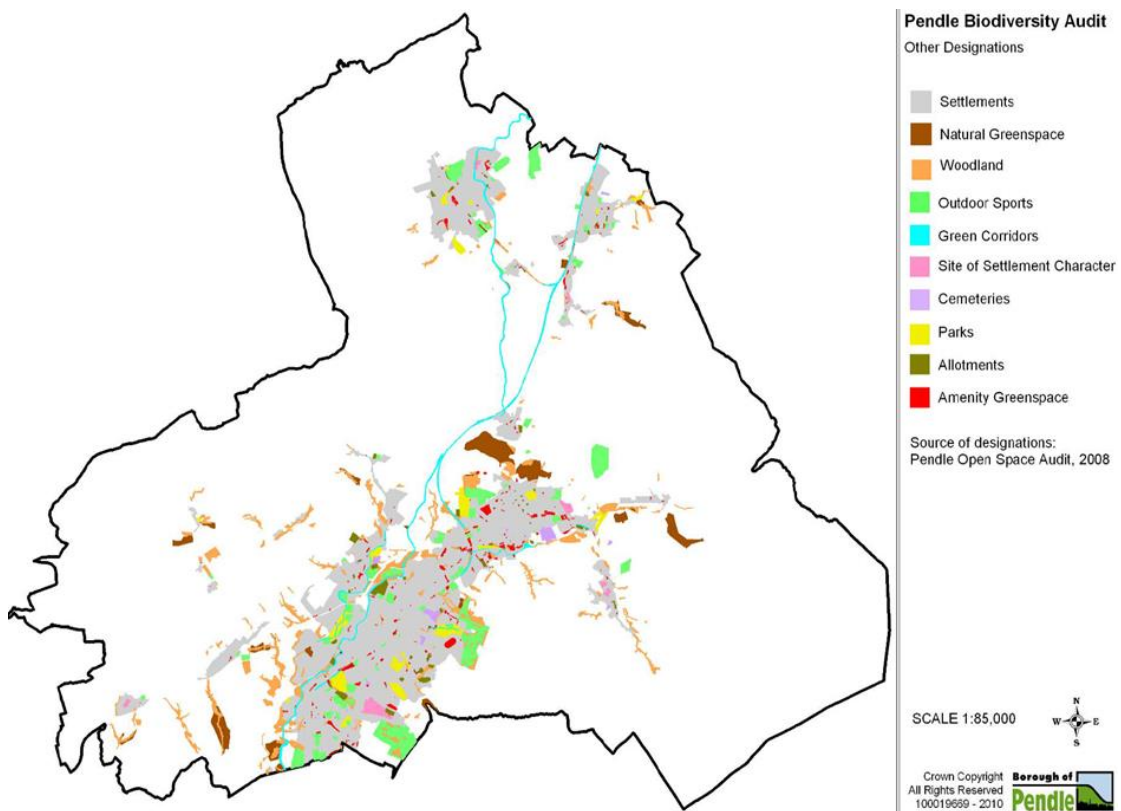 Pendle Biodiversity Audit
Other Designations
Settlements
Natural Greenspace
Woodland
Outdoor Sports
Green Corridors
Site of Settlement Character
Cemeteries
Parks
Allotments
Amenity Greenspace
Source of designations:
Pendle Open Space Audit, 2008
SCALE 1:85,000
N
W E
S
Crown Copyright
All Rights Reserved
100019669 - 2010
Borough of
Pendle